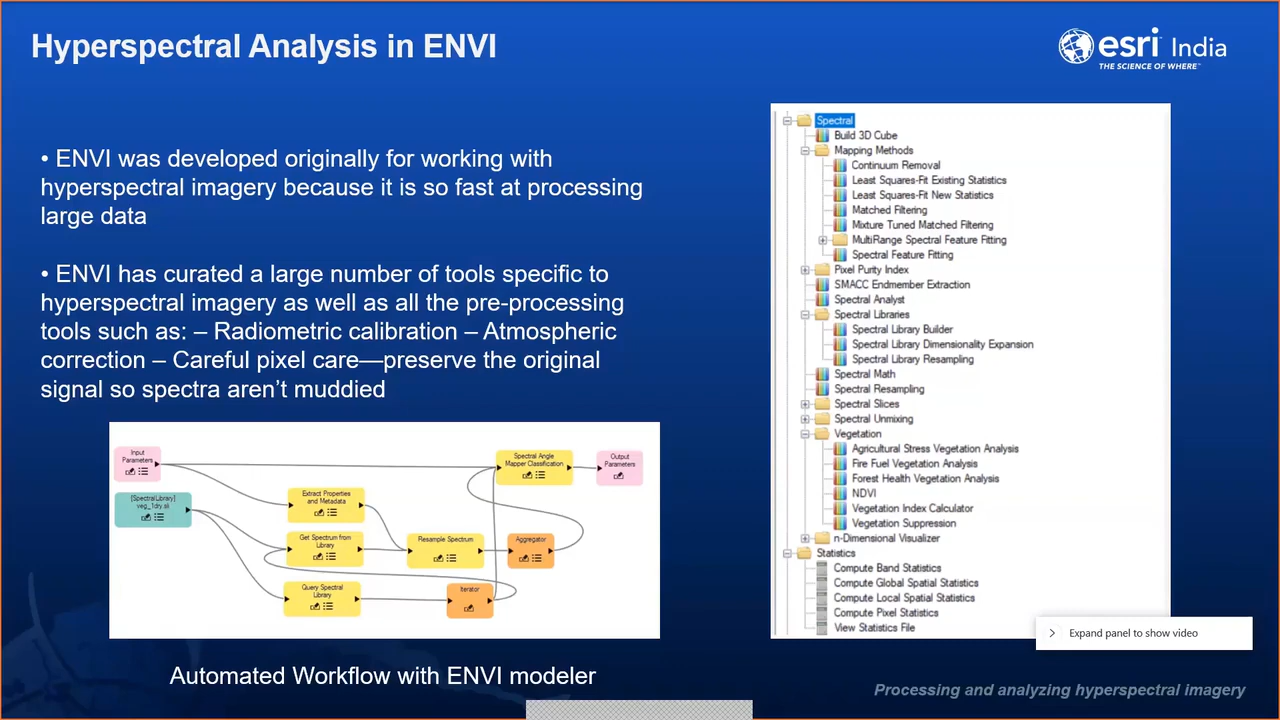 Hyperspectral Analysis in ENVI
esri India
THE SCIENCE OF WHERE™
• ENVI was developed originally for working with
hyperspectral imagery because it is so fast at processing
large data
• ENVI has curated a large number of tools specific to
hyperspectral imagery as well as all the pre-processing
tools such as: – Radiometric calibration – Atmospheric
correction – Careful pixel care—preserve the original
signal so spectra aren’t muddied
Input
Parameters
[SpectralLibrary]
veg_1dry.sli
Extract Properties
and Metadata
Get Spectrum from
Library
Query Spectral
Library
Resample Spectrum
Iterator
Aggregator
Spectral Angle
Mapper Classification
Output
Parameters
Automated Workflow with ENVI modeler
Spectral
Build 3D Cube
Mapping Methods
Continuum Removal
Least Squares-Fit Existing Statistics
Least Squares-Fit New Statistics
Matched Filtering
Mixture Tuned Matched Filtering
MultiRange Spectral Feature Fitting
Spectral Feature Fitting
Pixel Purity Index
SMACC Endmember Extraction
Spectral Analyst
Spectral Libraries
Spectral Library Builder
Spectral Library Dimensionality Expansion
Spectral Library Resampling
Spectral Math
Spectral Resampling
Spectral Slices
Spectral Unmixing
Vegetation
Agricultural Stress Vegetation Analysis
Fire Fuel Vegetation Analysis
Forest Health Vegetation Analysis
NDVI
Vegetation Index Calculator
Vegetation Suppression
n-Dimensional Visualizer
Statistics
Compute Band Statistics
Compute Global Spatial Statistics
Compute Local Spatial Statistics
Compute Pixel Statistics
View Statistics File
Expand panel to show video
Processing and analyzing hyperspectral imagery